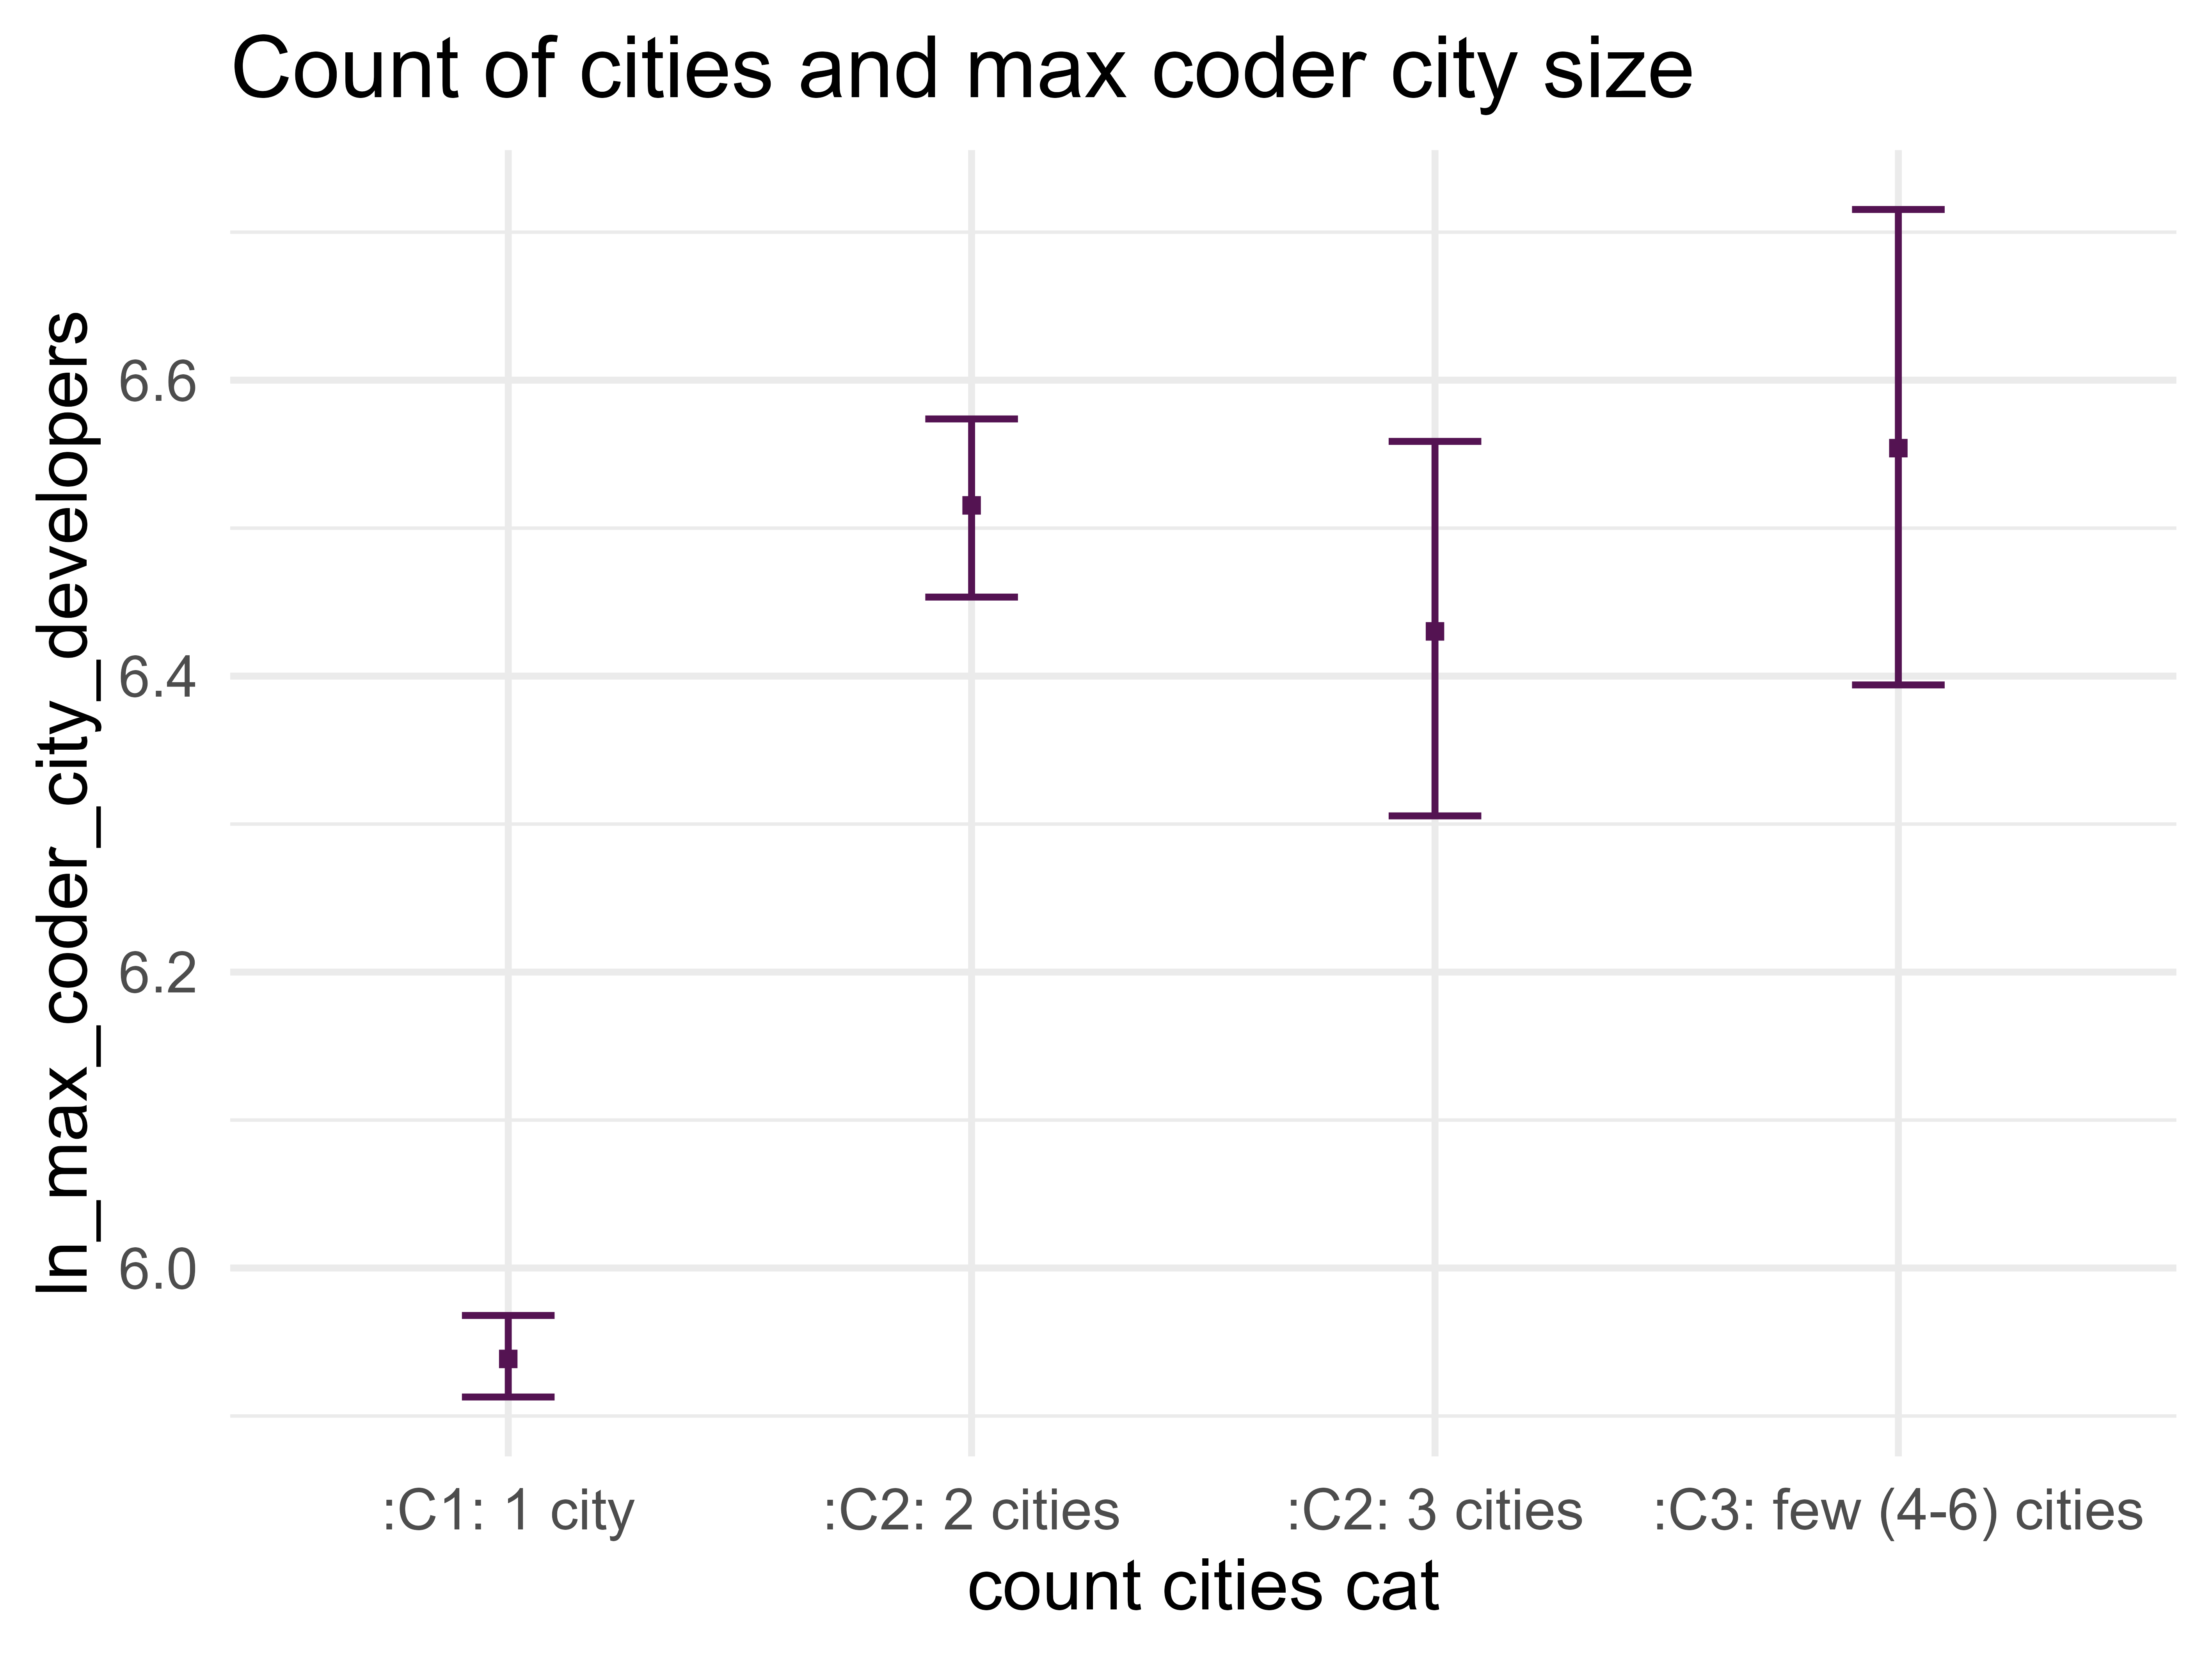 Count of cities and max coder city size
ln_max_coder_city_developers
6.6
6.4
6.2
6.0
:C1: 1 city
:C2: 2 cities
:C2: 3 cities
:C3: few (4-6) cities
count cities cat